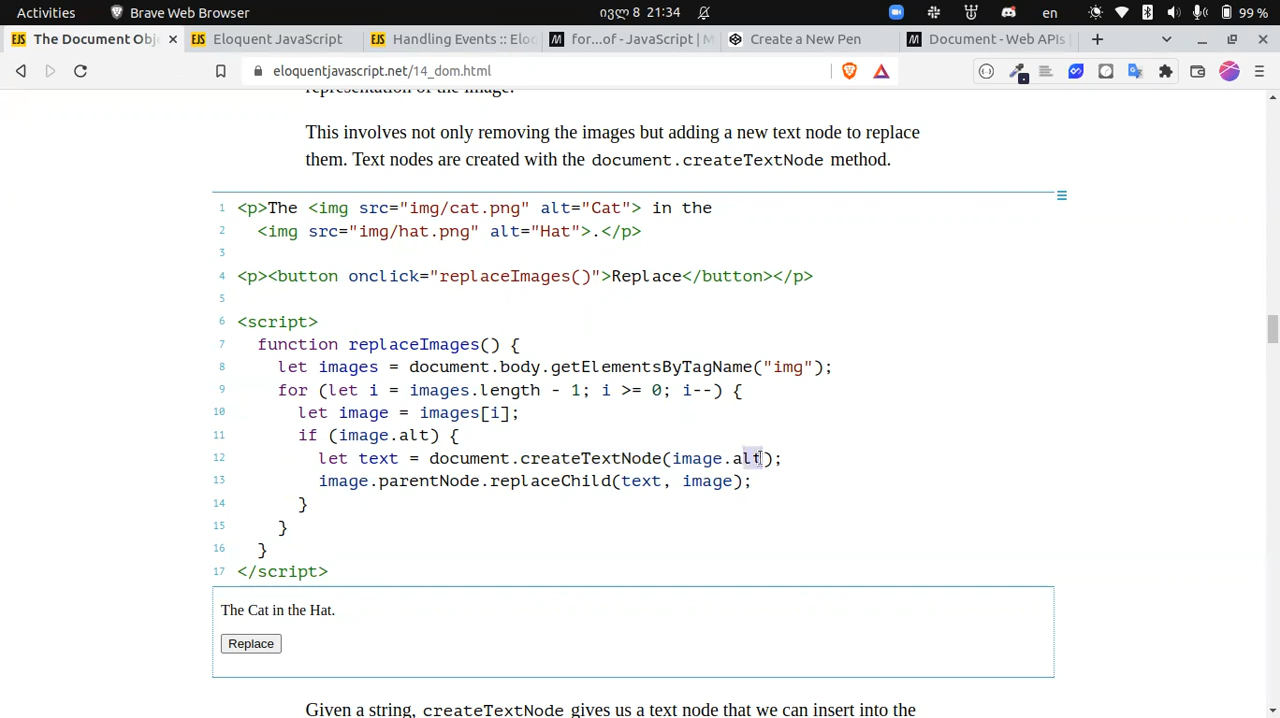 Activities Brave Web Browser ივლ 8 21:34 en 99 %
The Document Obj Eloquent JavaScript Handling Events :: Elo for...of - JavaScript | M Create a New Pen Document - Web APIs |
eloquentjavascript.net/14_dom.html
representation of the image.
This involves not only removing the images but adding a new text node to replace
them. Text nodes are created with the document.createTextNode method.
1 <p>The <img src="img/cat.png" alt="Cat"> in the
2 <img src="img/hat.png" alt="Hat">.</p>
3
4 <p><button onclick="replaceImages()">Replace</button></p>
5
6 <script>
7 function replaceImages() {
8 let images = document.body.getElementsByTagName("img");
9 for (let i = images.length - 1; i >= 0; i--) {
10 let image = images[i];
11 if (image.alt) {
12 let text = document.createTextNode(image.alt);
13 image.parentNode.replaceChild(text, image);
14 }
15 }
16 }
17 </script>
The Cat in the Hat.
Replace
Given a string, createTextNode gives us a text node that we can insert into the